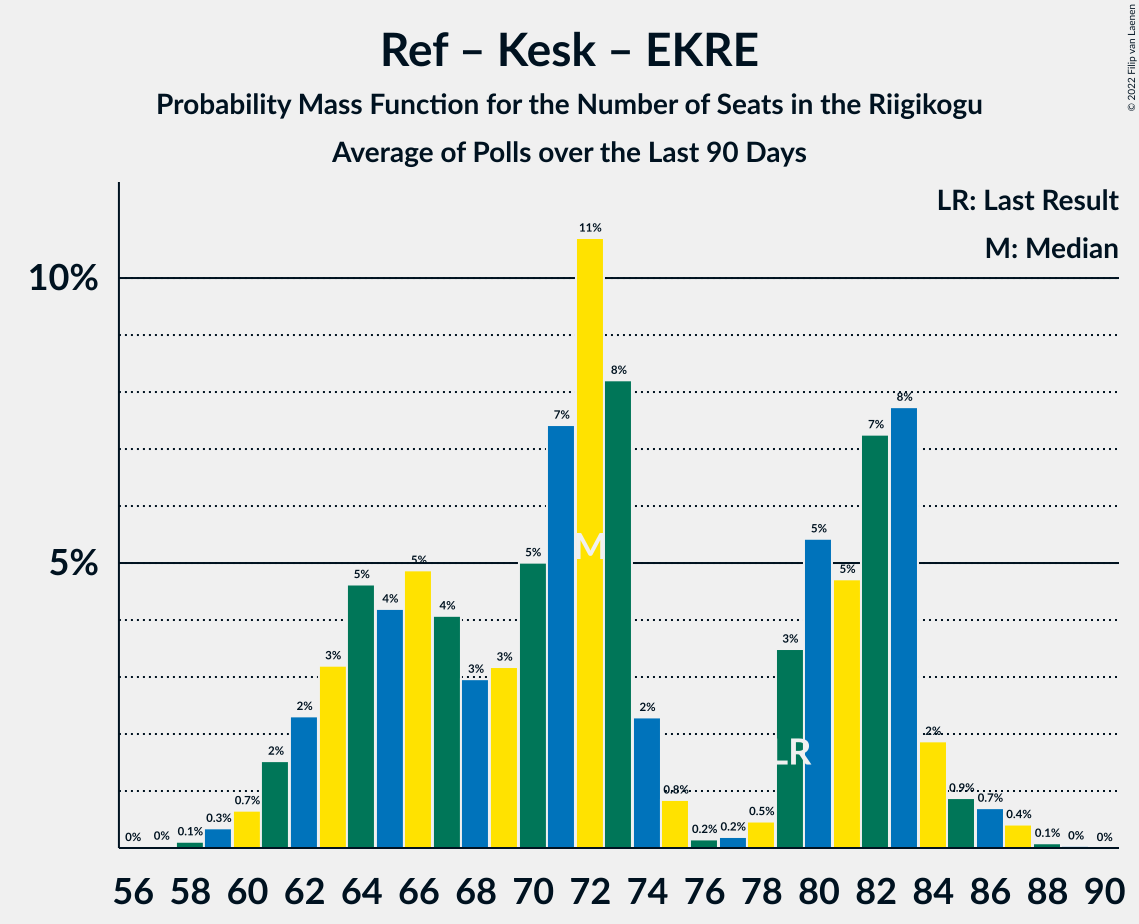 Ref – Kesk – EKRE
Probability Mass Function for the Number of Seats in the Riigikogu
Average of Polls over the Last 90 Days
© 2022 Filip van Laenen
LR: Last Result
M: Median
10%
5%
0% 0% 0.1% 0.3% 0.7% 2% 2% 3% 5% 4% 5% 4% 3% 3% 5% 7% 11% 8% 2% 0.8% 0.2% 0.2% 0.5% 3% 5% 5% 7% 8% 2% 0.9% 0.7% 0.4% 0.1% 0% 0%
M
LR
56 58 60 62 64 66 68 70 72 74 76 78 80 82 84 86 88 90